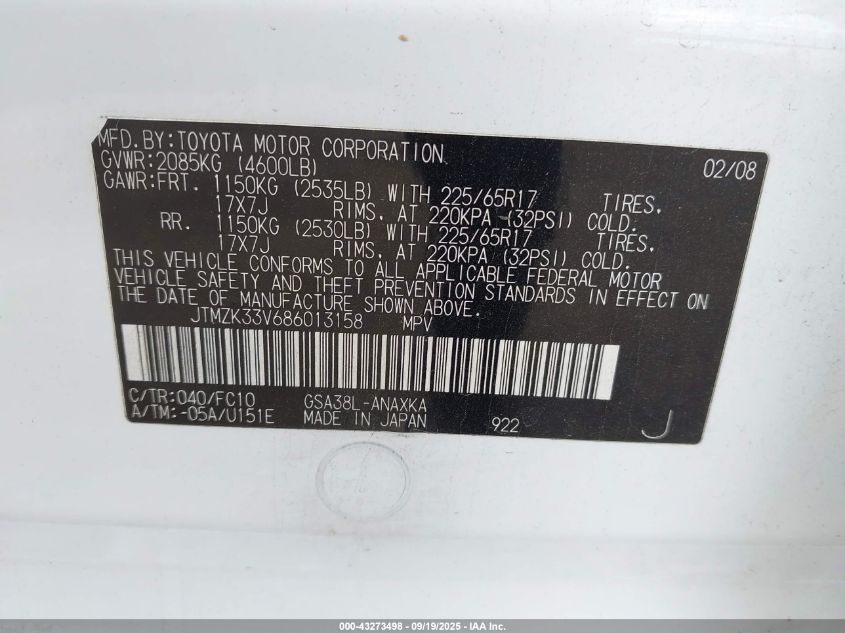 MFD.BY:TOYOTA MOTOR CORPORATION 02/08
GVWR:2085KG (4600LB)
GAWR:FRT. 1150KG (2535LB) WITH 225/65R17 TIRES,
17X7J RIMS, AT 220KPA (32PSI) COLD.
RR. 1150KG (2530LB) WITH 225/65R17 TIRES,
17X7J RIMS, AT 220KPA (32PSI) COLD.
THIS VEHICLE CONFORMS TO ALL APPLICABLE FEDERAL MOTOR
VEHICLE SAFETY AND THEFT PREVENTION STANDARDS IN EFFECT ON
THE DATE OF MANUFACTURE SHOWN ABOVE.
JTMZK33V686013158 MPV
C/TR:040/FC10 GSA38L-ANAXKA
A/TM:-05A/U151E MADE IN JAPAN 922 J
000-43273498 - 09/19/2025 - IAA Inc.